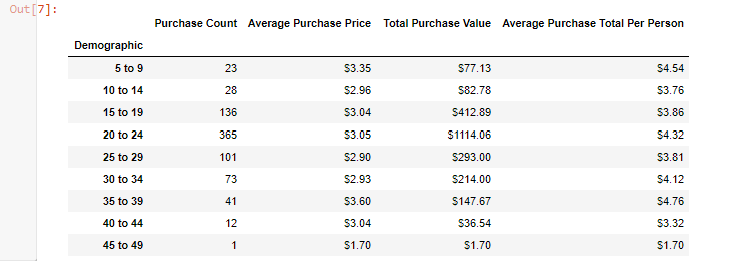 Out[7]:
Purchase Count Average Purchase Price Total Purchase Value Average Purchase Total Per Person
Demographic
5 to 9 23 $3.35 $77.13 $4.54
10 to 14 28 $2.96 $82.78 $3.76
15 to 19 136 $3.04 $412.89 $3.86
20 to 24 365 $3.05 $1114.06 $4.32
25 to 29 101 $2.90 $293.00 $3.81
30 to 34 73 $2.93 $214.00 $4.12
35 to 39 41 $3.60 $147.67 $4.76
40 to 44 12 $3.04 $36.54 $3.32
45 to 49 1 $1.70 $1.70 $1.70